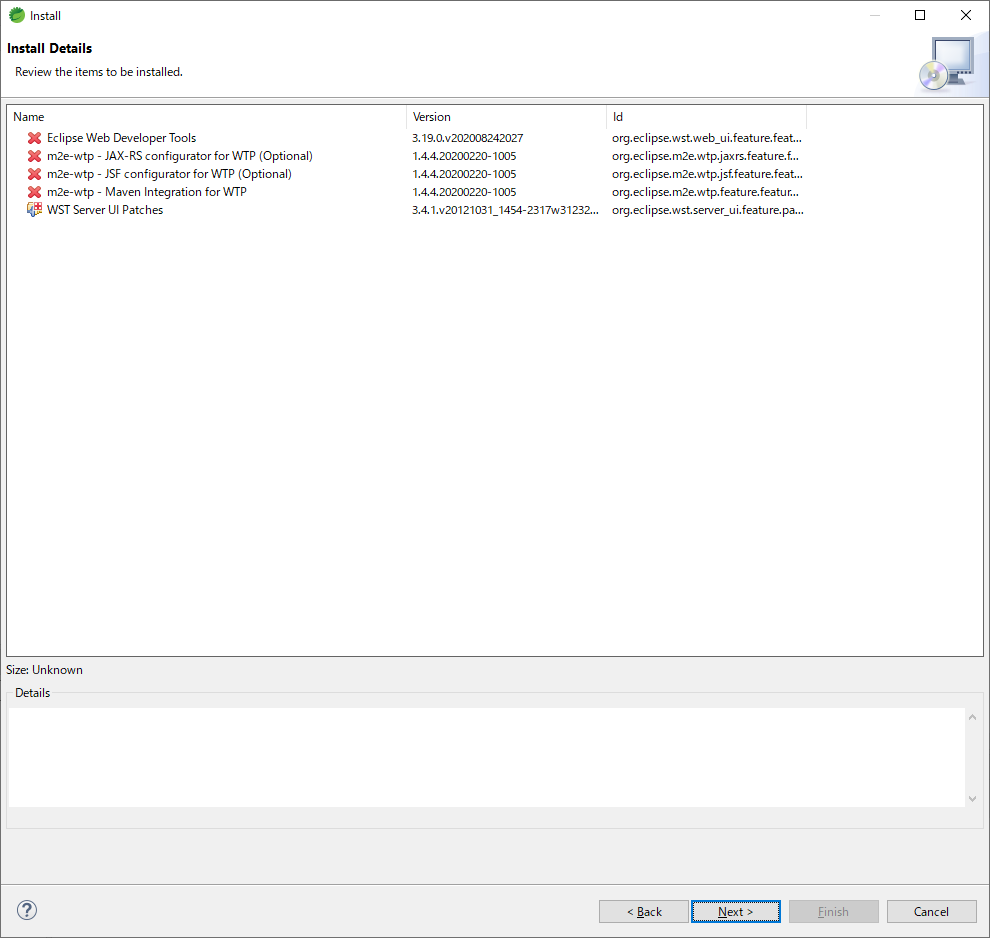 Install
Install Details
Review the items to be installed.
Name Version Id
Eclipse Web Developer Tools 3.19.0.v202008242027 org.eclipse.wst.web_ui.feature.feat...
m2e-wtp - JAX-RS configurator for WTP (Optional) 1.4.4.20200220-1005 org.eclipse.m2e.wtp.jaxrs.feature.f...
m2e-wtp - JSF configurator for WTP (Optional) 1.4.4.20200220-1005 org.eclipse.m2e.wtp.jsf.feature.feat...
m2e-wtp - Maven Integration for WTP 1.4.4.20200220-1005 org.eclipse.m2e.wtp.feature.featur...
WST Server UI Patches 3.4.1.v20121031_1454-2317w31232... org.eclipse.wst.server_ui.feature.pa...
Size: Unknown
Details
? < Back Next > Finish Cancel